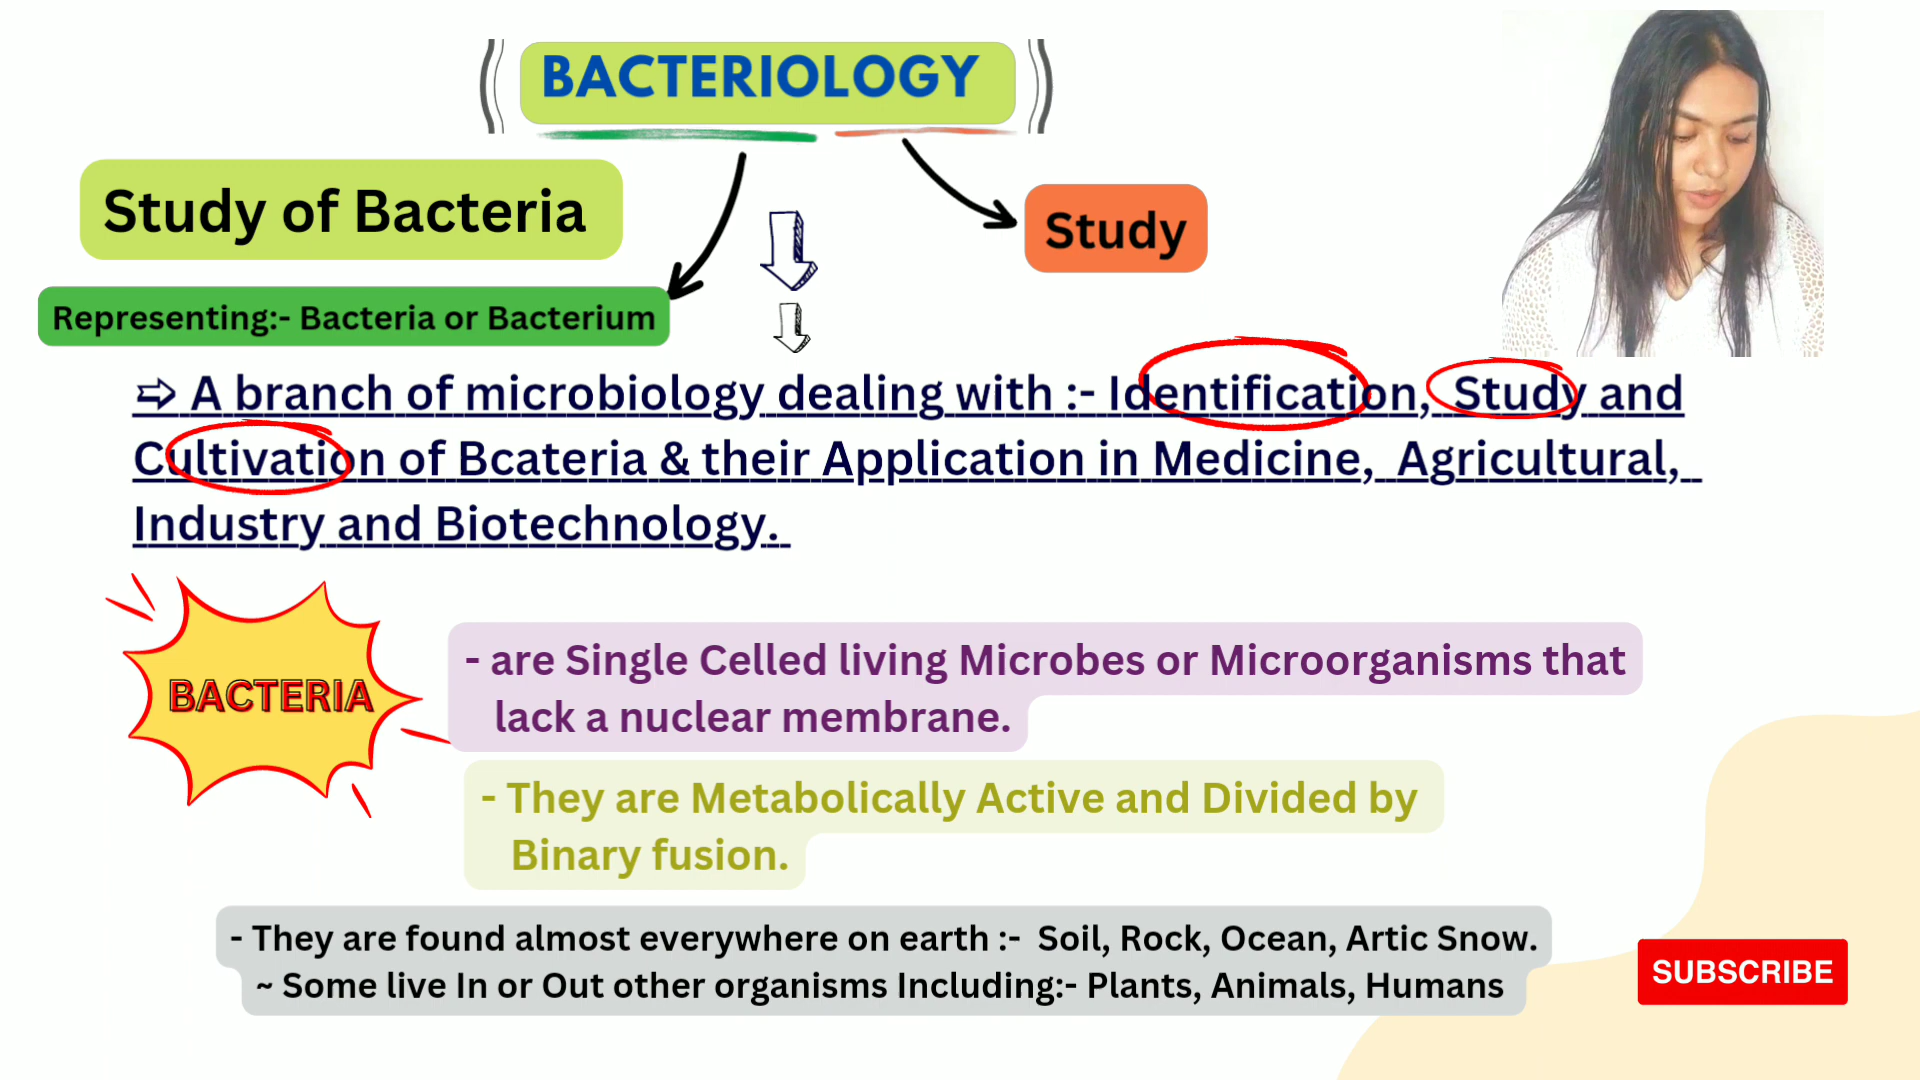 BACTERIOLOGY
Study of Bacteria
Study
Representing:- Bacteria or Bacterium
⇨ A branch of microbiology dealing with :- Identification, Study and
Cultivation of Bcateria & their Application in Medicine, Agricultural,
Industry and Biotechnology.
BACTERIA
- are Single Celled living Microbes or Microorganisms that
lack a nuclear membrane.
- They are Metabolically Active and Divided by
Binary fusion.
- They are found almost everywhere on earth :- Soil, Rock, Ocean, Artic Snow.
~ Some live In or Out other organisms Including:- Plants, Animals, Humans
SUBSCRIBE